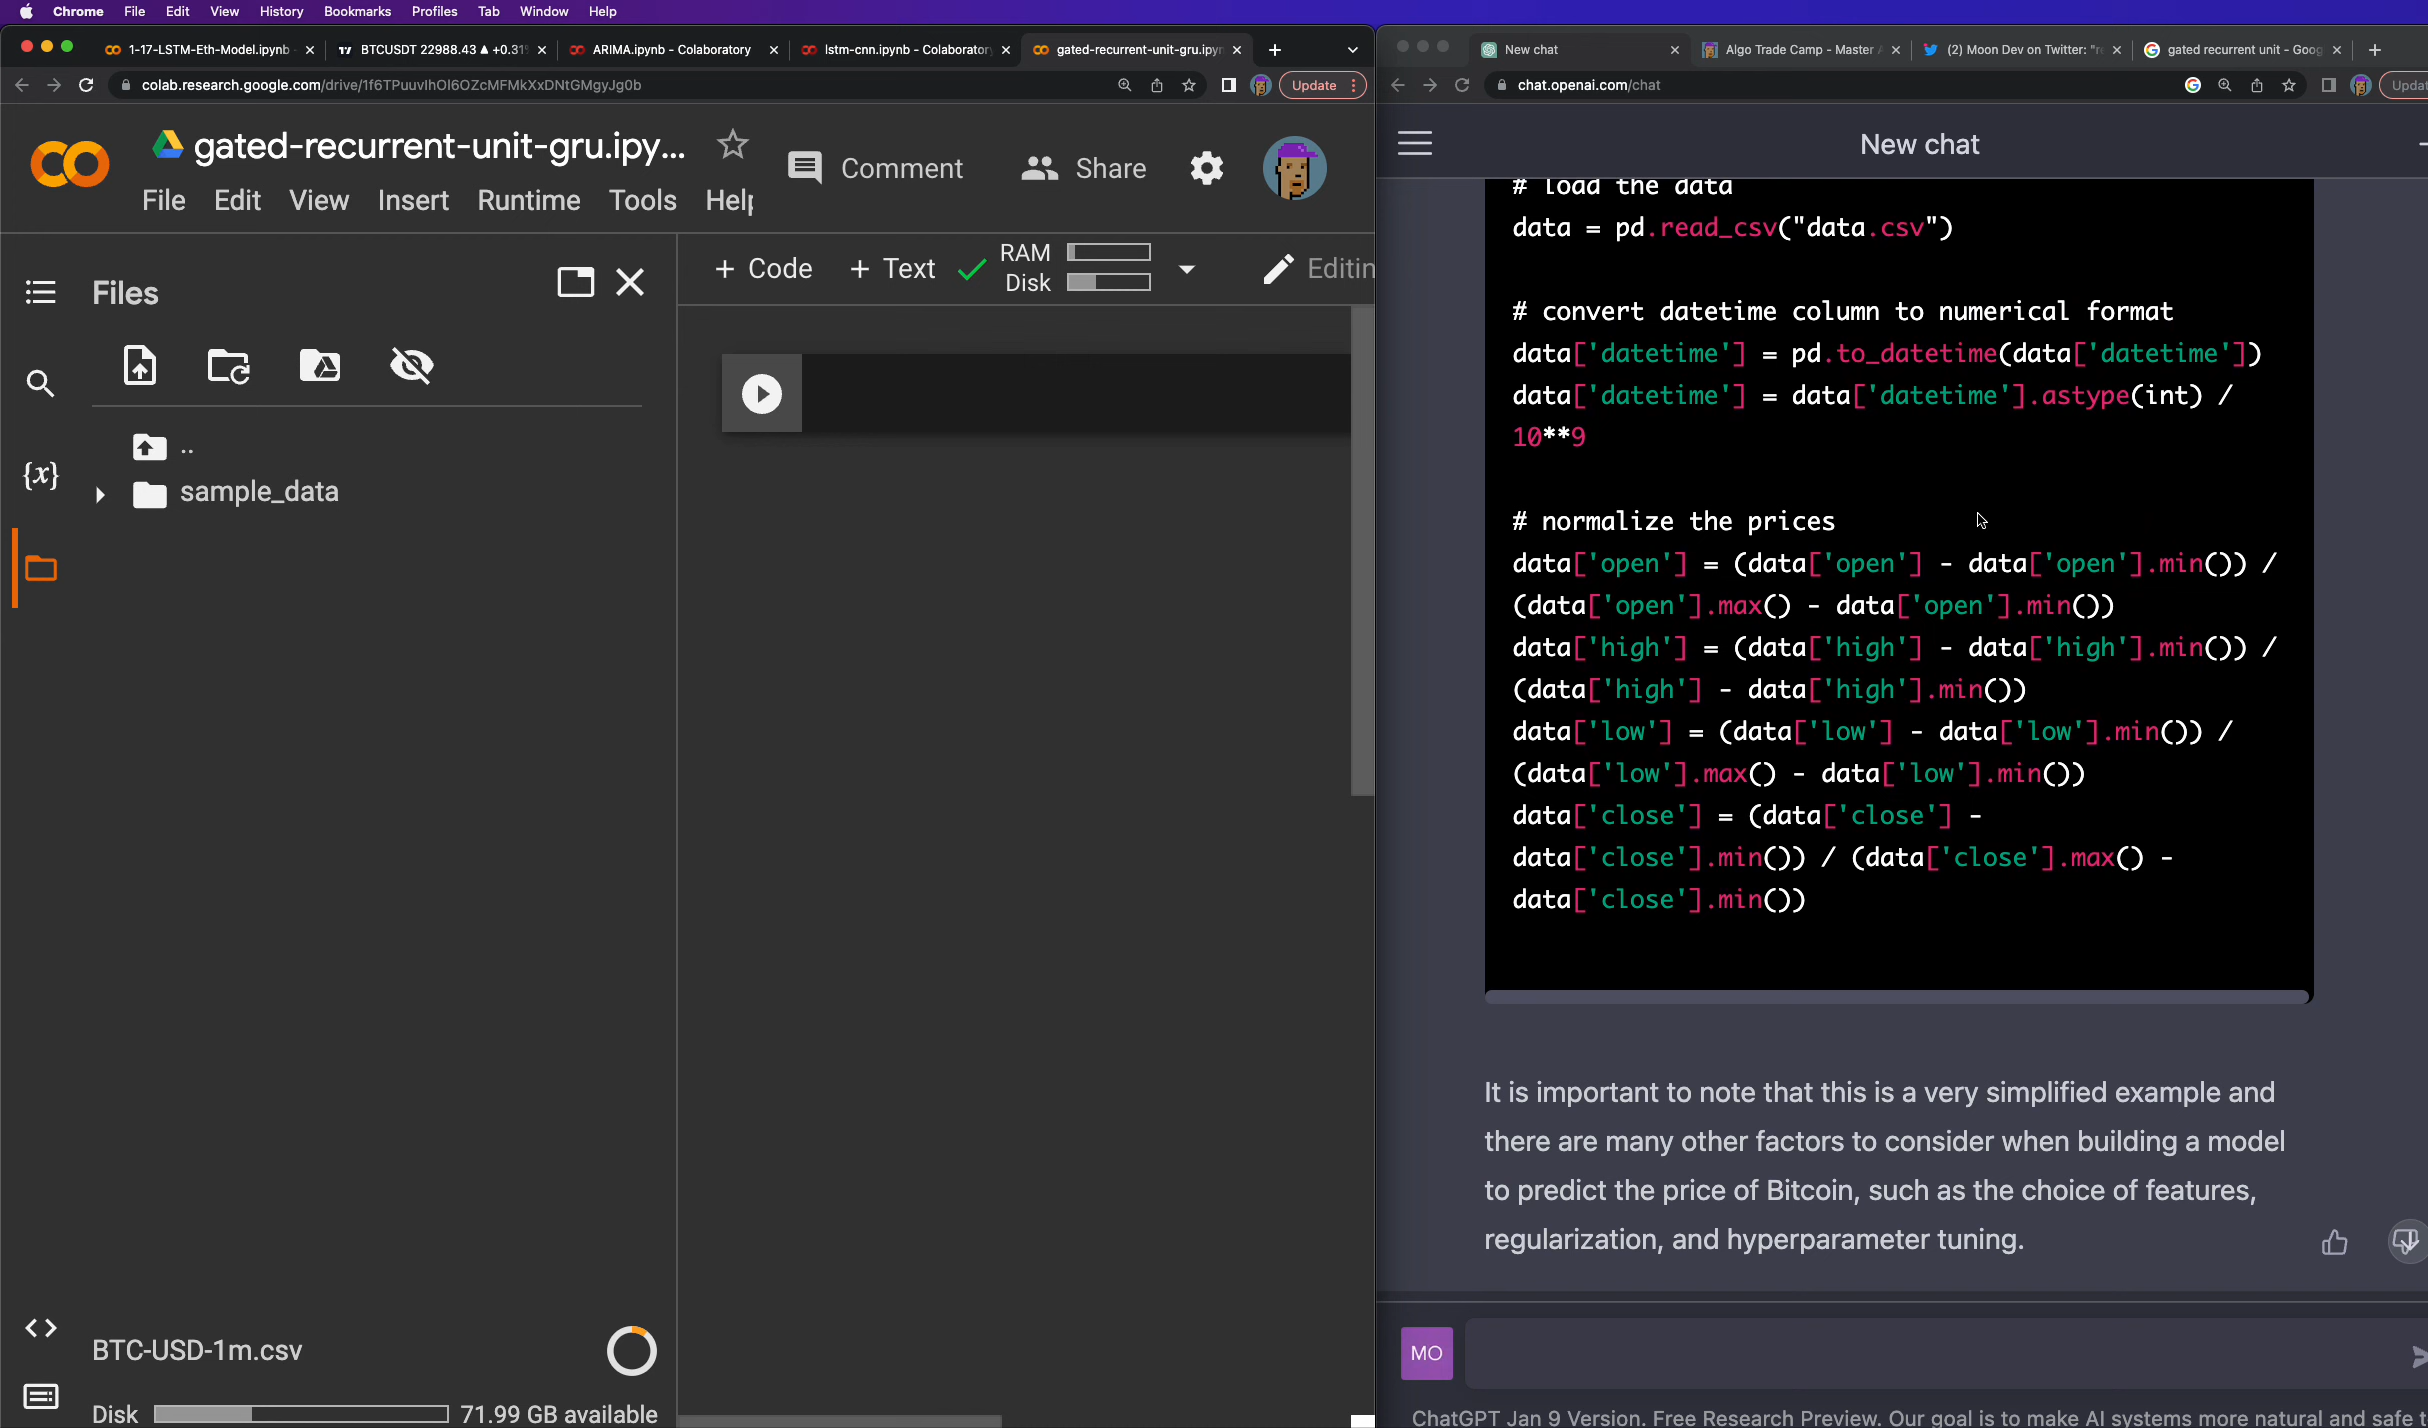 Chrome File Edit View History Bookmarks Profiles Tab Window Help
1-17-LSTM-Eth-Model.ipynb
BTCUSDT 22988.43 ▲ +0.31
ARIMA.ipynb - Colaboratory
lstm-cnn.ipynb - Colaborator
gated-recurrent-unit-gru.ipyn
colab.research.google.com/drive/1f6TPuuvlhOl6OZcMFMkXxDNtGMgyJg0b
Update
gated-recurrent-unit-gru.ipy...
Comment
Share
File Edit View Insert Runtime Tools Help
Files
+ Code
+ Text
RAM
Disk
Editin
..
{x}
sample_data
BTC-USD-1m.csv
Disk
71.99 GB available
New chat
Algo Trade Camp - Master A
(2) Moon Dev on Twitter: "r
gated recurrent unit - Goog
chat.openai.com/chat
Updat
New chat
# load the data
data = pd.read_csv("data.csv")
# convert datetime column to numerical format
data['datetime'] = pd.to_datetime(data['datetime'])
data['datetime'] = data['datetime'].astype(int) /
10**9
# normalize the prices
data['open'] = (data['open'] - data['open'].min()) /
(data['open'].max() - data['open'].min())
data['high'] = (data['high'] - data['high'].min()) /
(data['high'] - data['high'].min())
data['low'] = (data['low'] - data['low'].min()) /
(data['low'].max() - data['low'].min())
data['close'] = (data['close'] -
data['close'].min()) / (data['close'].max() -
data['close'].min())
It is important to note that this is a very simplified example and
there are many other factors to consider when building a model
to predict the price of Bitcoin, such as the choice of features,
regularization, and hyperparameter tuning.
MO
ChatGPT Jan 9 Version. Free Research Preview. Our goal is to make AI systems more natural and safe t